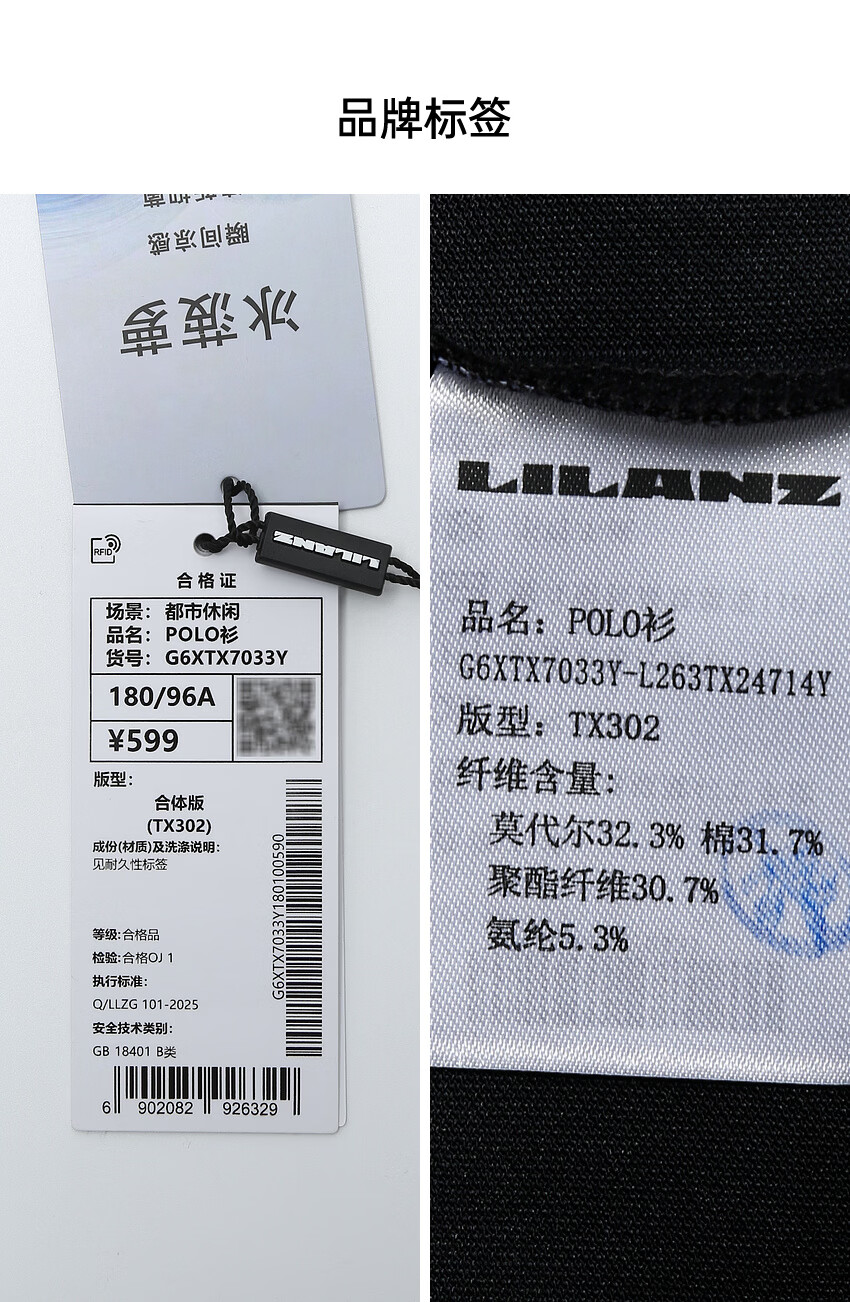 品牌标签
瞬间凉感
冰菠萝
RFID
LILANZ
合格证
场景: 都市休闲
品名: POLO衫
货号: G6XTX7033Y
180/96A
¥599
版型:
合体版
(TX302)
成份(材质)及洗涤说明:
见耐久性标签
等级:合格品
检验:合格OJ 1
执行标准:
Q/LLZG 101-2025
安全技术类别:
GB 18401 B类
G6XTX7033Y180100590
6 902082 926329
LILANZ
品名: POLO衫
G6XTX7033Y-L263TX24714Y
版型: TX302
纤维含量:
莫代尔32.3% 棉31.7%
聚酯纤维30.7%
氨纶5.3%